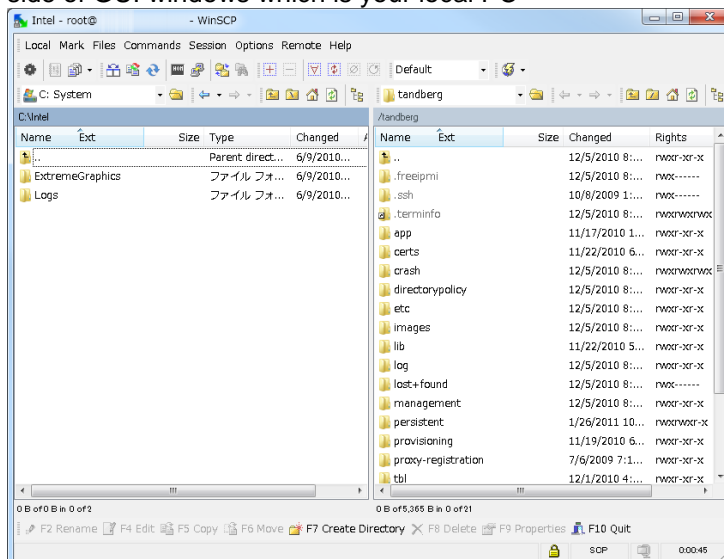 side of GUI windows which is your local PC
Intel - root@ - WinSCP
Local Mark Files Commands Session Options Remote Help
Default
C: System
tandberg
C:\Intel
/tandberg
Name Ext Size Type Changed
Name Ext Size Changed Rights
.. Parent direct... 6/9/2010...
ExtremeGraphics ファイル フォ... 6/9/2010...
Logs ファイル フォ... 6/9/2010...
.. 12/5/2010 8:... rwxr-xr-x
.freeipmi 12/5/2010 8:... rwx------
.ssh 10/8/2009 1:... rwx------
.terminfo 12/5/2010 8:... rwxrwxrwx
app 11/17/2010 1... rwxr-xr-x
certs 11/22/2010 6... rwxr-xr-x
crash 12/5/2010 8:... rwxrwxrwx
directorypolicy 12/5/2010 8:... rwxr-xr-x
etc 12/5/2010 8:... rwxr-xr-x
images 12/5/2010 8:... rwxr-xr-x
lib 11/22/2010 5... rwxr-xr-x
log 12/5/2010 8:... rwxr-xr-x
lost+found 12/5/2010 8:... rwx------
management 12/5/2010 8:... rwxr-xr-x
persistent 1/26/2011 10... rwxrwxr-x
provisioning 11/19/2010 6... rwxr-xr-x
proxy-registration 7/6/2009 7:1... rwxr-xr-x
tbl 12/1/2010 4:... rwxr-xr-x
0 B of 0 B in 0 of 2
0 B of 5,365 B in 0 of 21
F2 Rename F4 Edit F5 Copy F6 Move F7 Create Directory F8 Delete F9 Properties F10 Quit
SCP 0:00:45